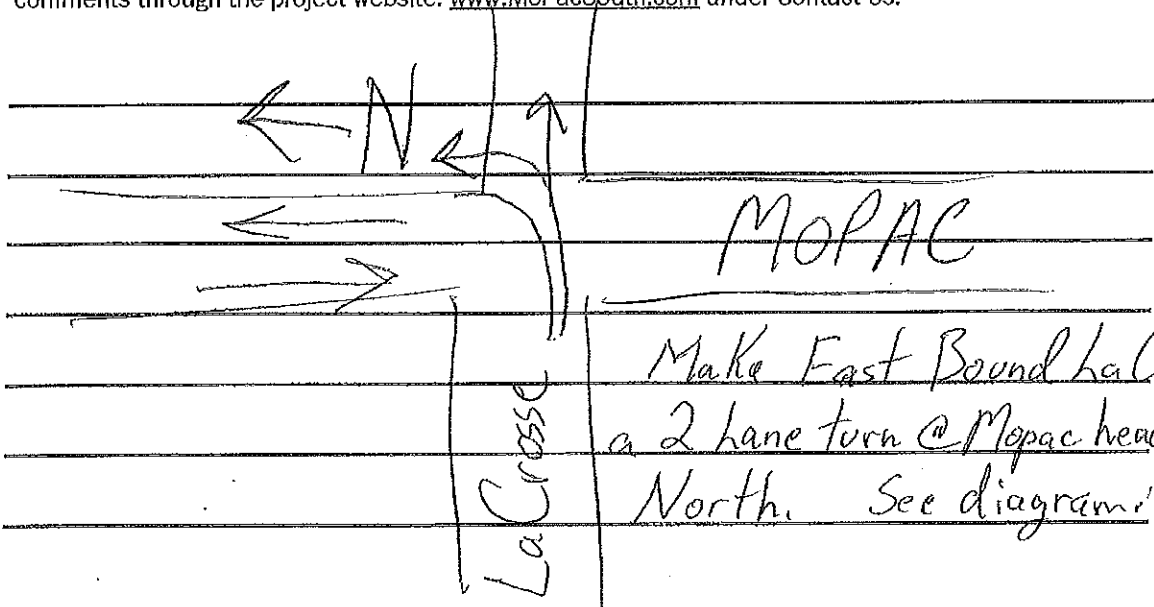 comments through the project website: www.MoPacSouth.com under Contact Us.
N
MOPAC
LaCrosse
Make East Bound LaC
a 2 Lane turn @ Mopac head
North. See diagram.